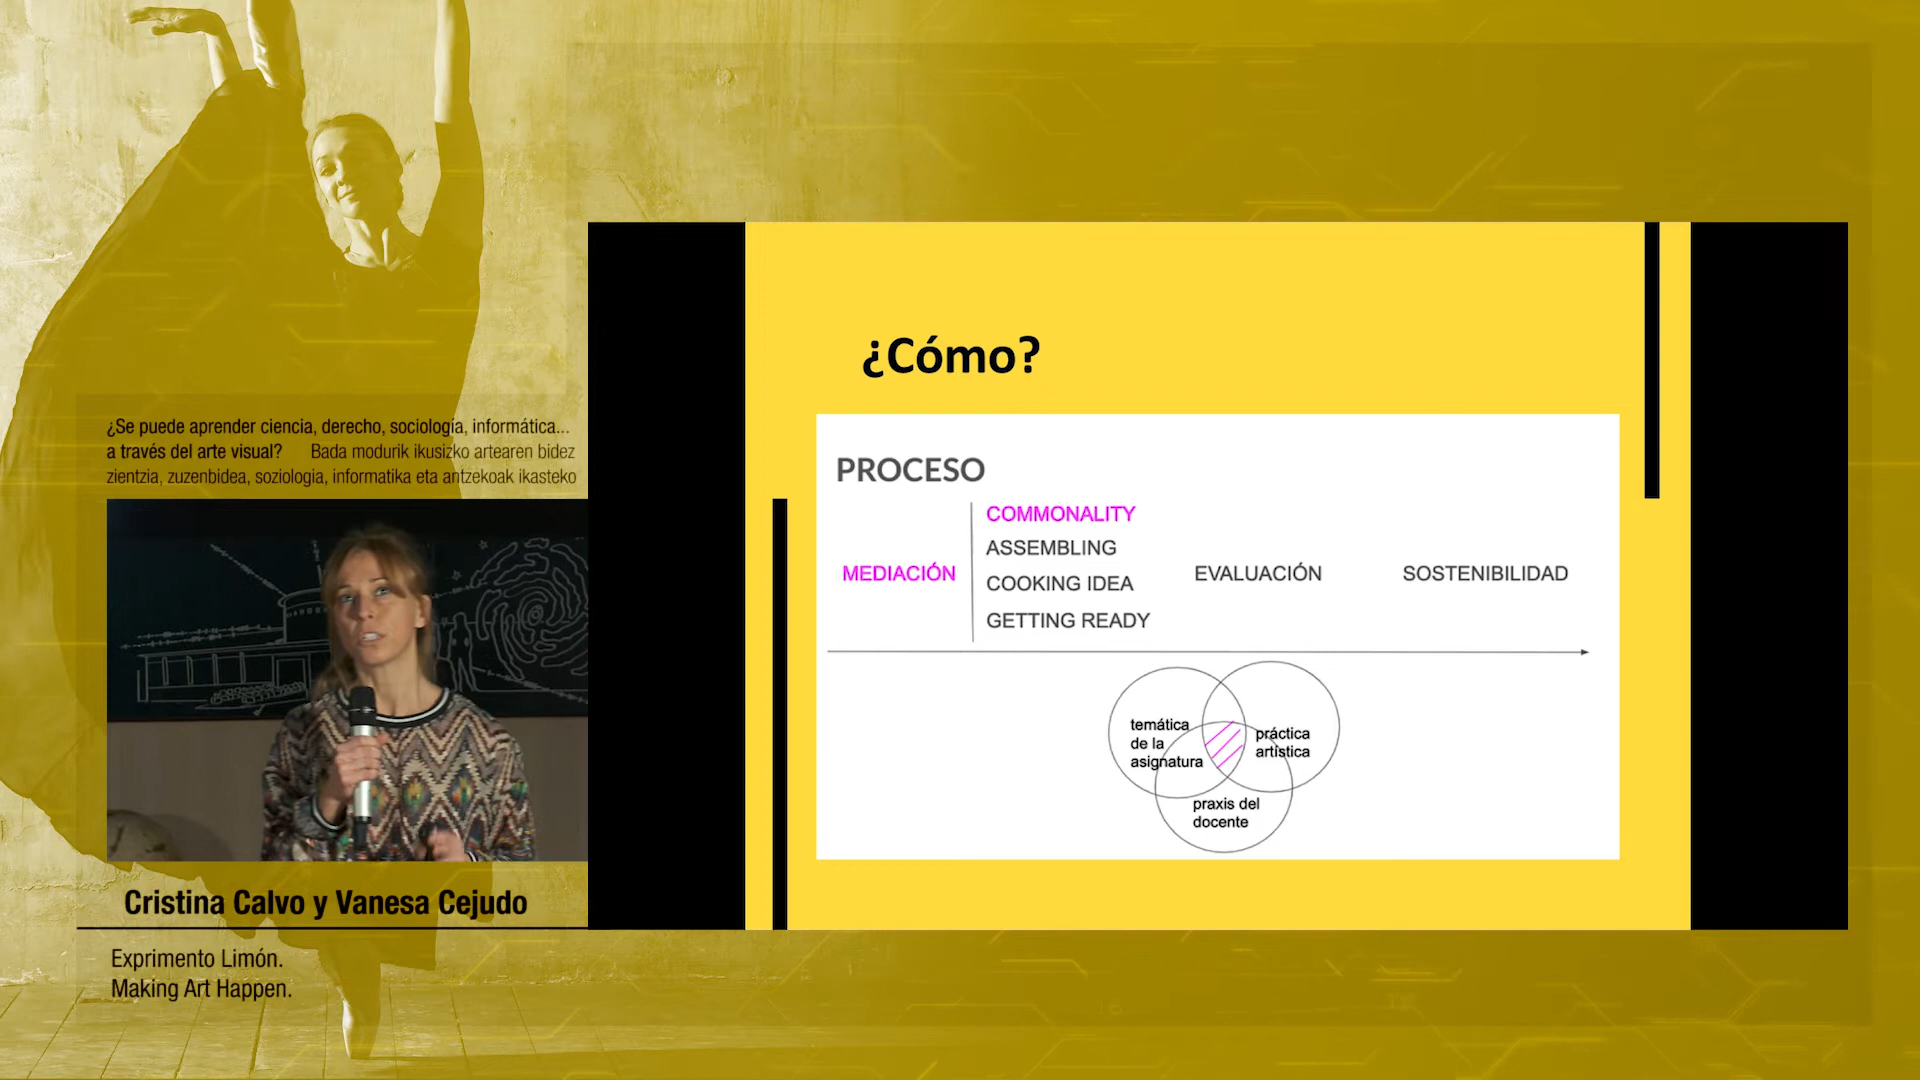 ¿Se puede aprender ciencia, derecho, sociología, informática...
a través del arte visual? Bada modurik ikusizko artearen bidez
zientzia, zuzenbidea, soziologia, informatika eta antzekoak ikasteko
Cristina Calvo y Vanesa Cejudo
Exprimento Limón.
Making Art Happen.
¿Cómo?
PROCESO
MEDIACIÓN
COMMONALITY
ASSEMBLING
COOKING IDEA
GETTING READY
EVALUACIÓN
SOSTENIBILIDAD
temática
de la
asignatura
práctica
artística
praxis del
docente